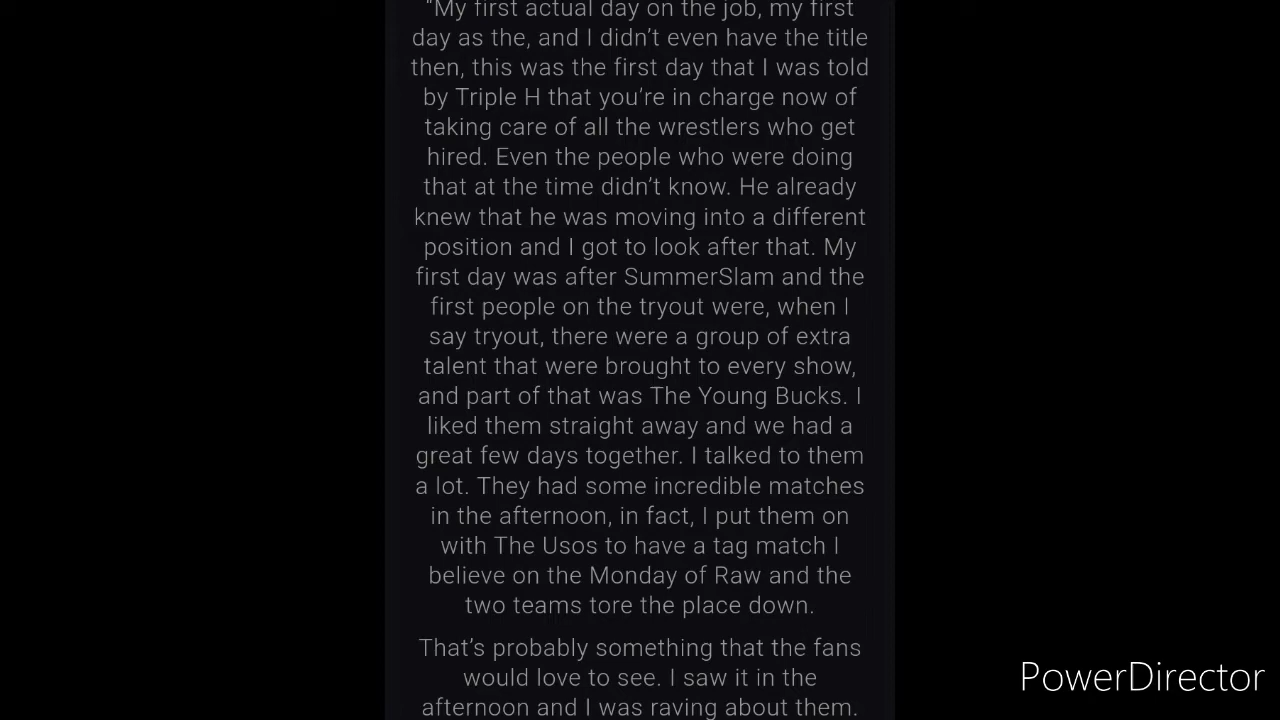 “My first actual day on the job, my first
day as the, and I didn’t even have the title
then, this was the first day that I was told
by Triple H that you’re in charge now of
taking care of all the wrestlers who get
hired. Even the people who were doing
that at the time didn’t know. He already
knew that he was moving into a different
position and I got to look after that. My
first day was after SummerSlam and the
first people on the tryout were, when I
say tryout, there were a group of extra
talent that were brought to every show,
and part of that was The Young Bucks. I
liked them straight away and we had a
great few days together. I talked to them
a lot. They had some incredible matches
in the afternoon, in fact, I put them on
with The Usos to have a tag match I
believe on the Monday of Raw and the
two teams tore the place down.
That’s probably something that the fans
would love to see. I saw it in the
afternoon and I was raving about them.
PowerDirector